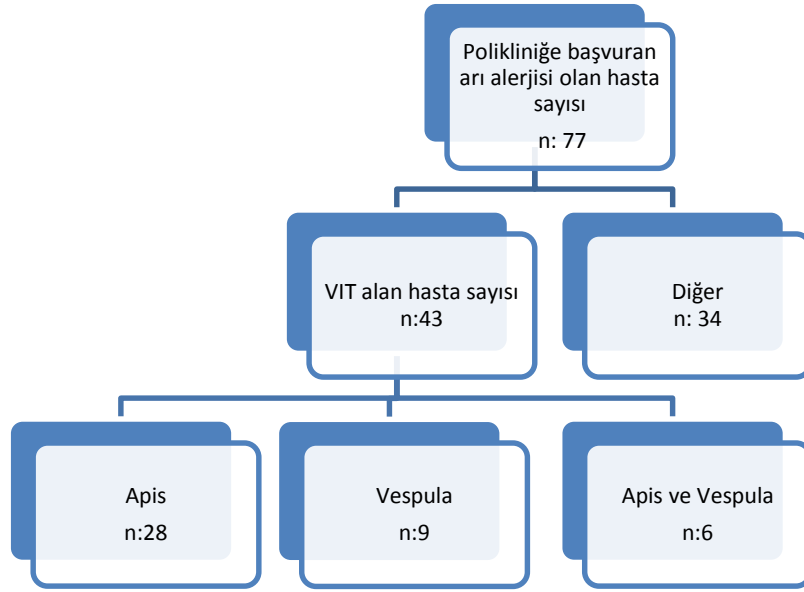 Polikliniğe başvuran
arı alerjisi olan hasta
sayısı
n: 77
VIT alan hasta sayısı
n:43
Diğer
n: 34
Apis
n:28
Vespula
n:9
Apis ve Vespula
n:6